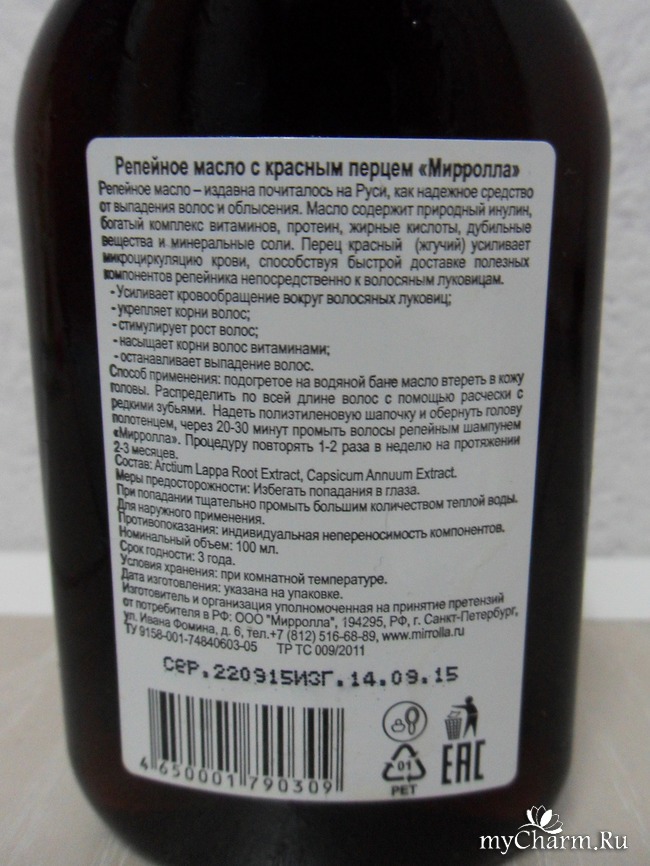 Репейное масло с красным перцем «Мирролла»
Репейное масло – издавна почиталось на Руси, как надежное средство
от выпадения волос и облысения. Масло содержит природный инулин,
богатый комплекс витаминов, протеин, жирные кислоты, дубильные
вещества и минеральные соли. Перец красный (жгучий) усиливает
микроциркуляцию крови, способствуя быстрой доставке полезных
компонентов репейника непосредственно к волосяным луковицам.
-Усиливает кровообращение вокруг волосяных луковиц;
-укрепляет корни волос;
-стимулирует рост волос;
-насыщает корни волос витаминами;
-останавливает выпадение волос.
Способ применения: подогретое на водяной бане масло втереть в кожу
головы. Распределить по всей длине волос с помощью расчески с
редкими зубьями. Надеть полиэтиленовую шапочку и обернуть голову
полотенцем, через 20-30 минут промыть волосы репейным шампунем
«Мирролла». Процедуру повторять 1-2 раза в неделю на протяжении
2-3 месяцев.
Состав: Arctium Lappa Root Extract, Capsicum Annuum Extract.
Меры предосторожности: Избегать попадания в глаза.
При попадании тщательно промыть большим количеством теплой воды.
Для наружного применения.
Противопоказания: индивидуальная непереносимость компонентов.
Номинальный объем: 100 мл.
Срок годности: 3 года.
Условия хранения: при комнатной температуре.
Дата изготовления: указана на упаковке.
Изготовитель и организация уполномоченная на принятие претензий
от потребителя в РФ: ООО "Мирролла", 194295, РФ, г. Санкт-Петербург,
ул. Ивана Фомина, д. 6, тел.+7 (812) 516-68-89, www.mirrolla.ru
ТУ 9158-001-74840603-05 ТР ТС 009/2011
Сер.220915Изг.14.09.15
4 650001 790309
01
PET
EAC
myCharm.Ru